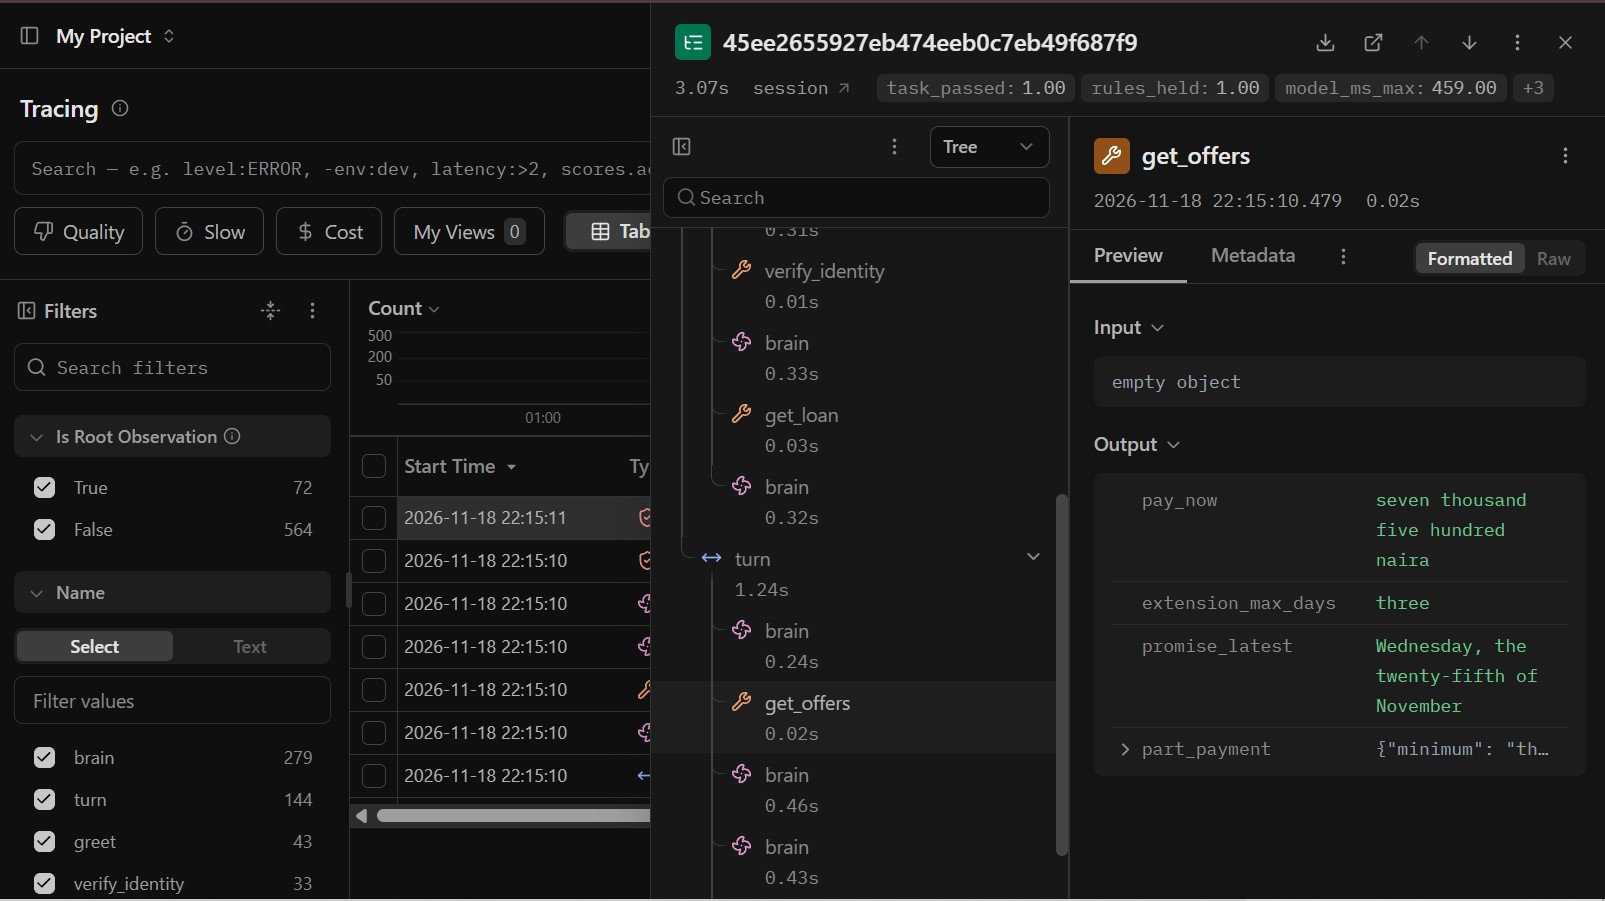 My Project
Tracing
Search — e.g. level:ERROR, -env:dev, latency:>2, scores.a
Quality
Slow
Cost
My Views 0
Tab
Filters
Search filters
Is Root Observation
True 72
False 564
Name
Select Text
Filter values
brain 279
turn 144
greet 43
verify_identity 33
Count
500
200
50
01:00
Start Time Ty
2026-11-18 22:15:11
2026-11-18 22:15:10
2026-11-18 22:15:10
2026-11-18 22:15:10
2026-11-18 22:15:10
2026-11-18 22:15:10
2026-11-18 22:15:10
45ee2655927eb474eeb0c7eb49f687f9
3.07s session task_passed: 1.00 rules_held: 1.00 model_ms_max: 459.00 +3
Tree
Search
0.31s
verify_identity
0.01s
brain
0.33s
get_loan
0.03s
brain
0.32s
turn
1.24s
brain
0.24s
get_offers
0.02s
brain
0.46s
brain
0.43s
get_offers
2026-11-18 22:15:10.479 0.02s
Preview Metadata Formatted Raw
Input
empty object
Output
pay_now seven thousand
five hundred
naira
extension_max_days three
promise_latest Wednesday, the
twenty-fifth of
November
part_payment {"minimum": "th…